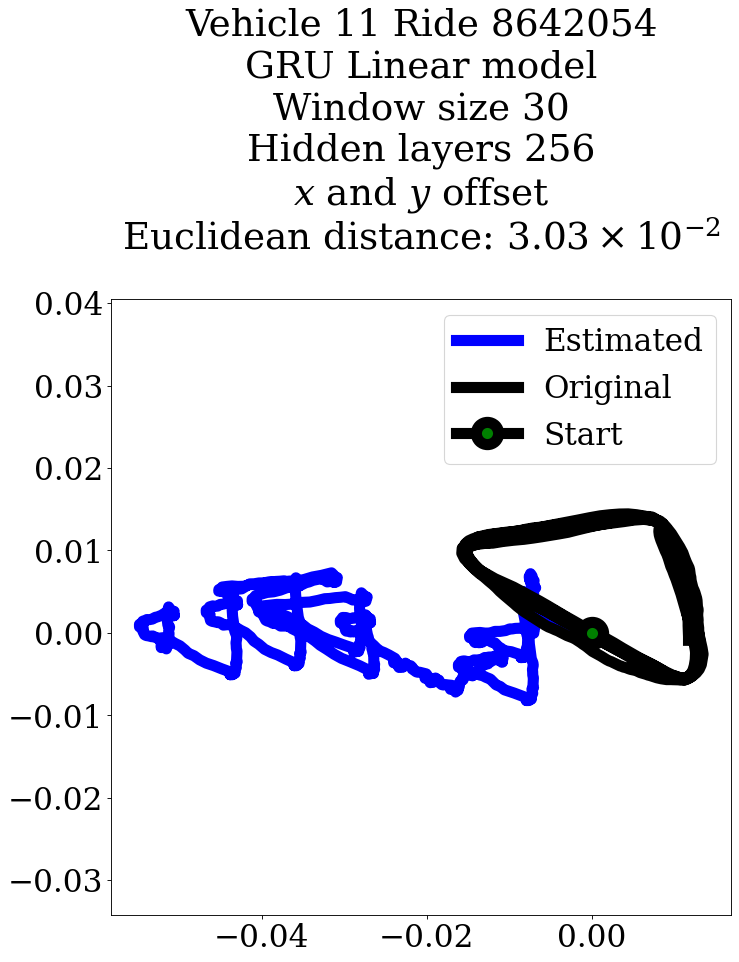 Vehicle 11 Ride 8642054
GRU Linear model
Window size 30
Hidden layers 256
x and y offset
Euclidean distance: 3.03 × 10⁻²
Estimated
Original
Start
0.04
0.03
0.02
0.01
0.00
−0.01
−0.02
−0.03
−0.04
−0.02
0.00